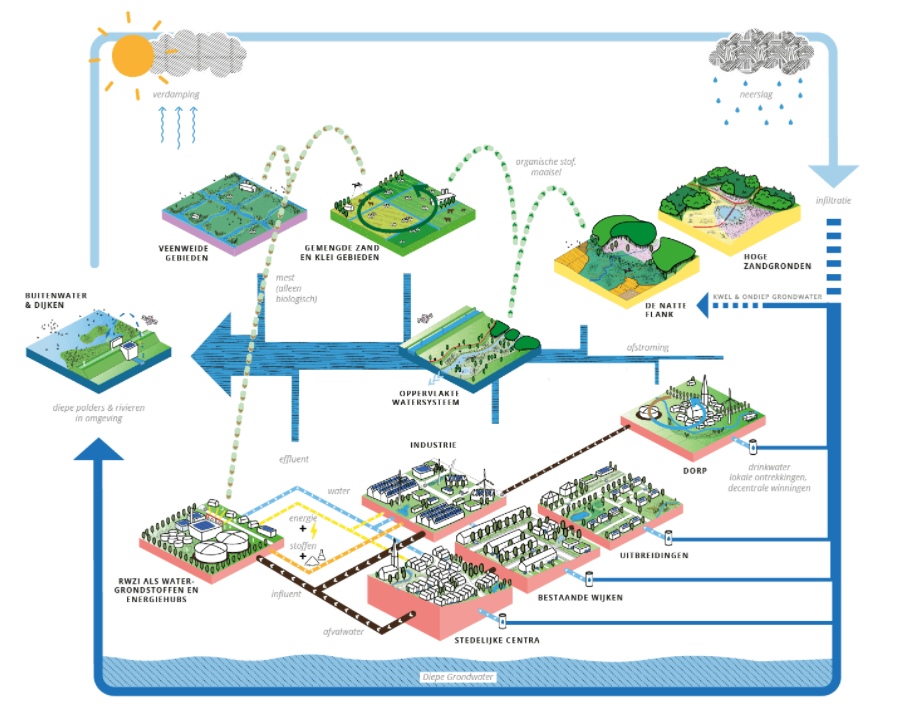 verdamping
neerslag
organische stof,
maaisel
infiltratie
VEENWEIDE
GEBIEDEN
GEMENGDE ZAND
EN KLEI GEBIEDEN
HOGE
ZANDGRONDEN
mest
(alleen
biologisch)
BUITENWATER
& DIJKEN
KWEL & ONDIEP GRONDWATER
DE NATTE
FLANK
afstroming
OPPERVLAKTE
WATERSYSTEEM
diepe polders & rivieren
in omgeving
INDUSTRIE
effluent
DORP
drinkwater
lokale ontrekkingen,
decentrale winningen
water
energie
+
stoffen
+
UITBREIDINGEN
RWZI ALS WATER-
GRONDSTOFFEN EN
ENERGIEHUBS
influent
BESTAANDE WIJKEN
afvalwater
STEDELIJKE CENTRA
Diepe Grondwater